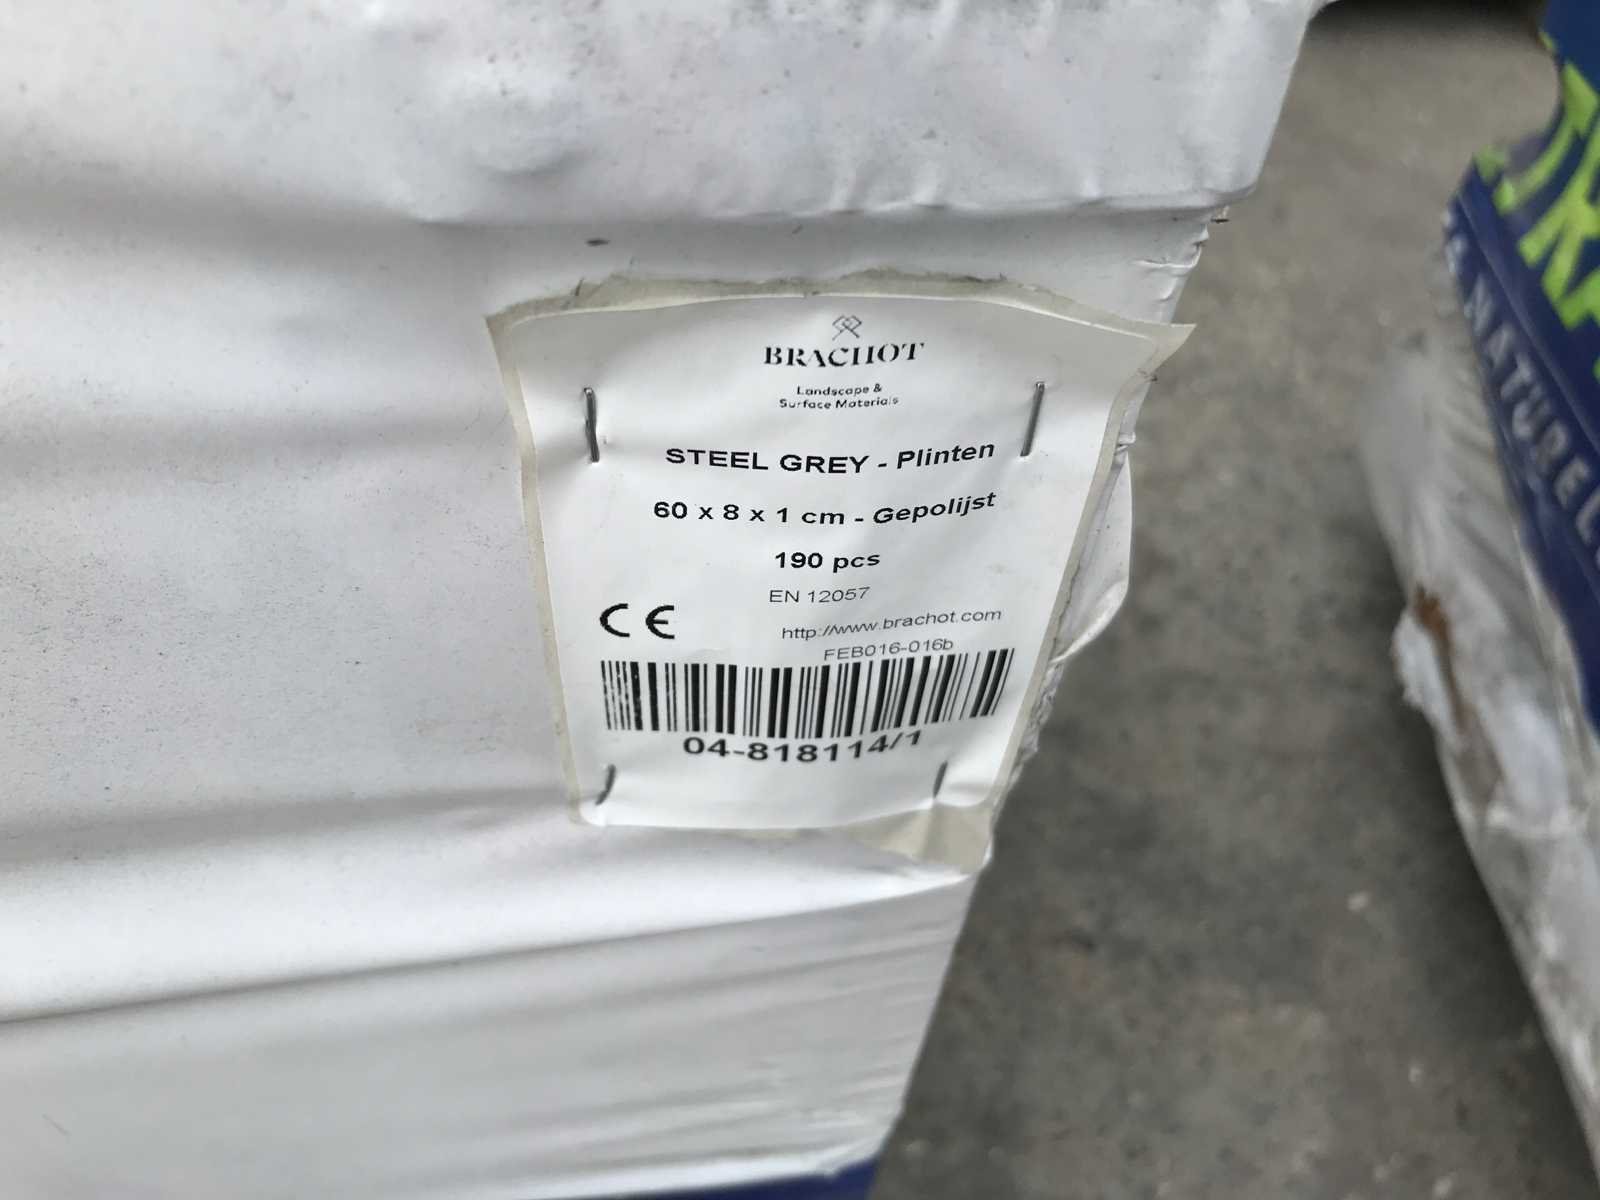 BRACHOT
Landscape &
Surface Materials
STEEL GREY - Plinten
60 x 8 x 1 cm - Gepolijst
190 pcs
EN 12057
CE
http://www.brachot.com
FEB016-016b
04-818114/1
NATUREL